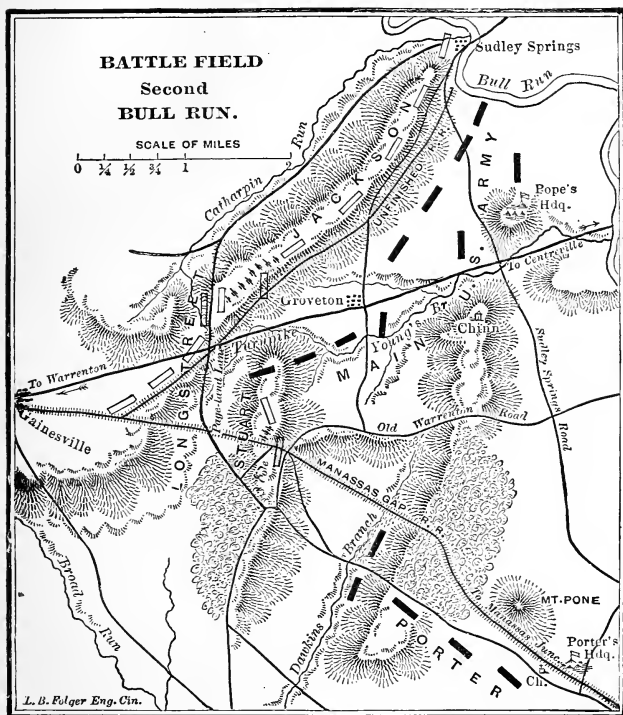 BATTLE FIELD
Second
BULL RUN.
SCALE OF MILES
0 ¼ ½ ¾ 1 2
Sudley Springs
Bull Run
Catharpin Run
JACKSON
UNFINISHED R.R.
U.S. ARMY
Pope's
Hdq.
To Centreville
Groveton
Young's Br.
Chinn
Turnpike
MAIN
To Warrenton
LONGSTREET
Page-land Lane
STUART
Gainesville
Old Warrenton Road
Sudley Springs
Road
MANASSAS GAP R.R.
Branch
Dawkins
To Manassas Junc.
MT. PONE
Broad
Run
PORTER
Porter's
Hdq.
Ch.
L. B. Folger Eng. Cin.